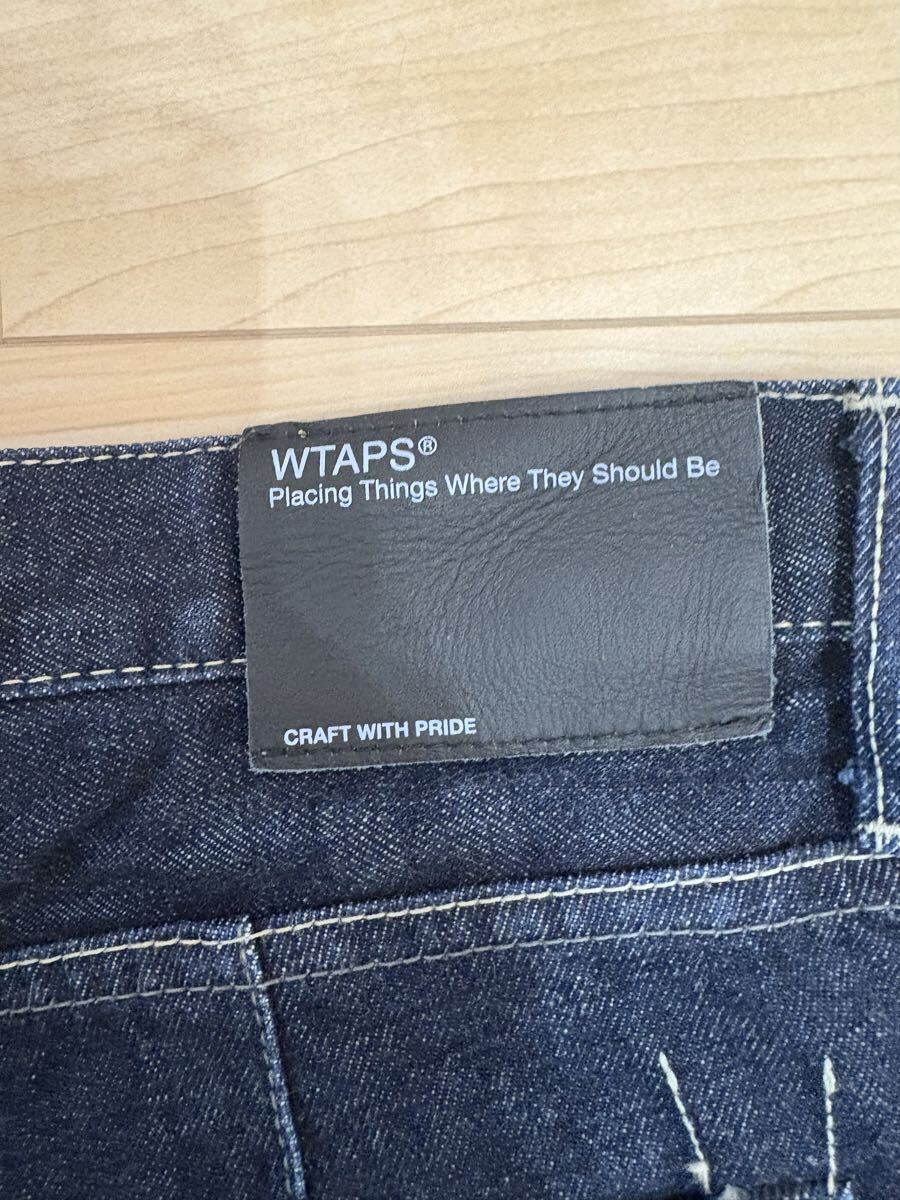 WTAPS®
Placing Things Where They Should Be
CRAFT WITH PRIDE